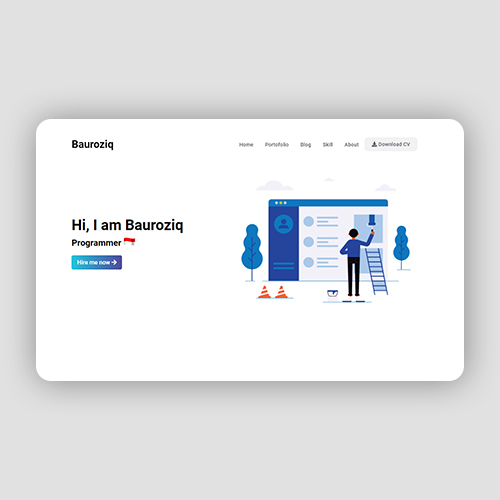 Bauroziq
Home Portofolio Blog Skill About Download CV
Hi, I am Bauroziq
Programmer
Hire me now